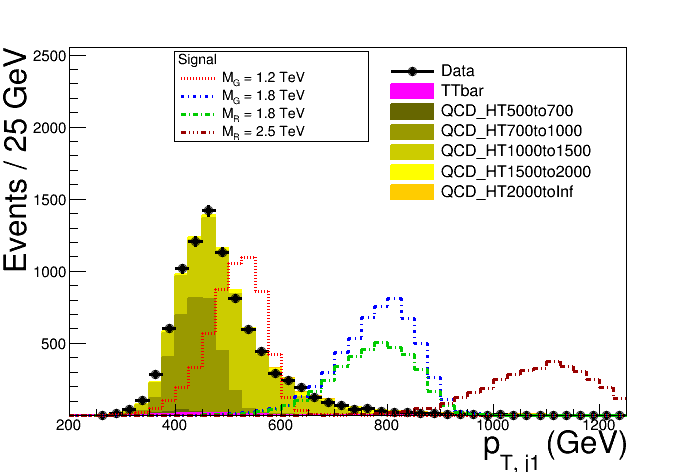 Events / 25 GeV
2500
2000
1500
1000
500
200
400
600
800
1000
1200
p_T, j1 (GeV)
Signal
M_G = 1.2 TeV
M_G = 1.8 TeV
M_R = 1.8 TeV
M_R = 2.5 TeV
Data
TTbar
QCD_HT500to700
QCD_HT700to1000
QCD_HT1000to1500
QCD_HT1500to2000
QCD_HT2000toInf